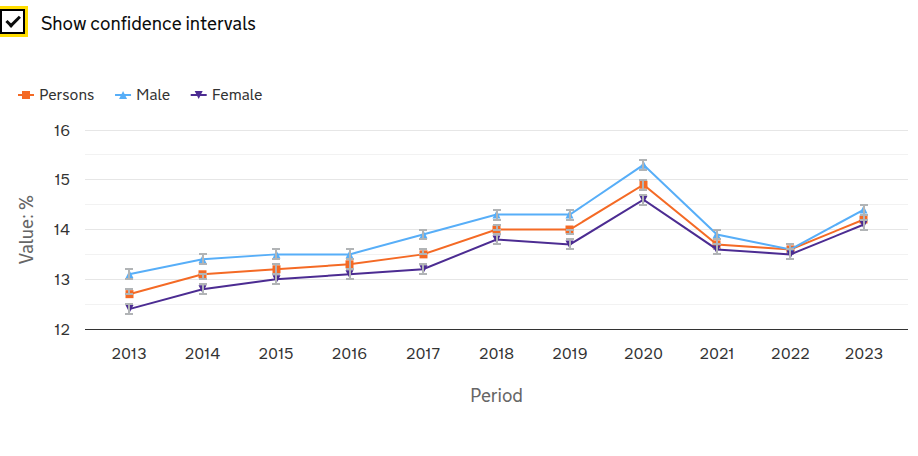 Show confidence intervals
Persons Male Female
16
15
14
13
12
Value: %
2013 2014 2015 2016 2017 2018 2019 2020 2021 2022 2023
Period